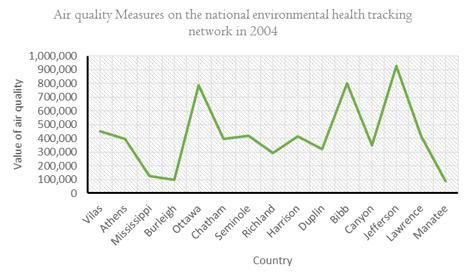 Air quality Measures on the national environmental health tracking
network in 2004
1,000,000
900,000
800,000
700,000
600,000
500,000
400,000
300,000
200,000
100,000
0
Value of air quality
Vilas
Athens
Mississippi
Burleigh
Ottawa
Chatham
Seminole
Richland
Harrison
Duplin
Bibb
Canyon
Jefferson
Lawrence
Manatee
Country